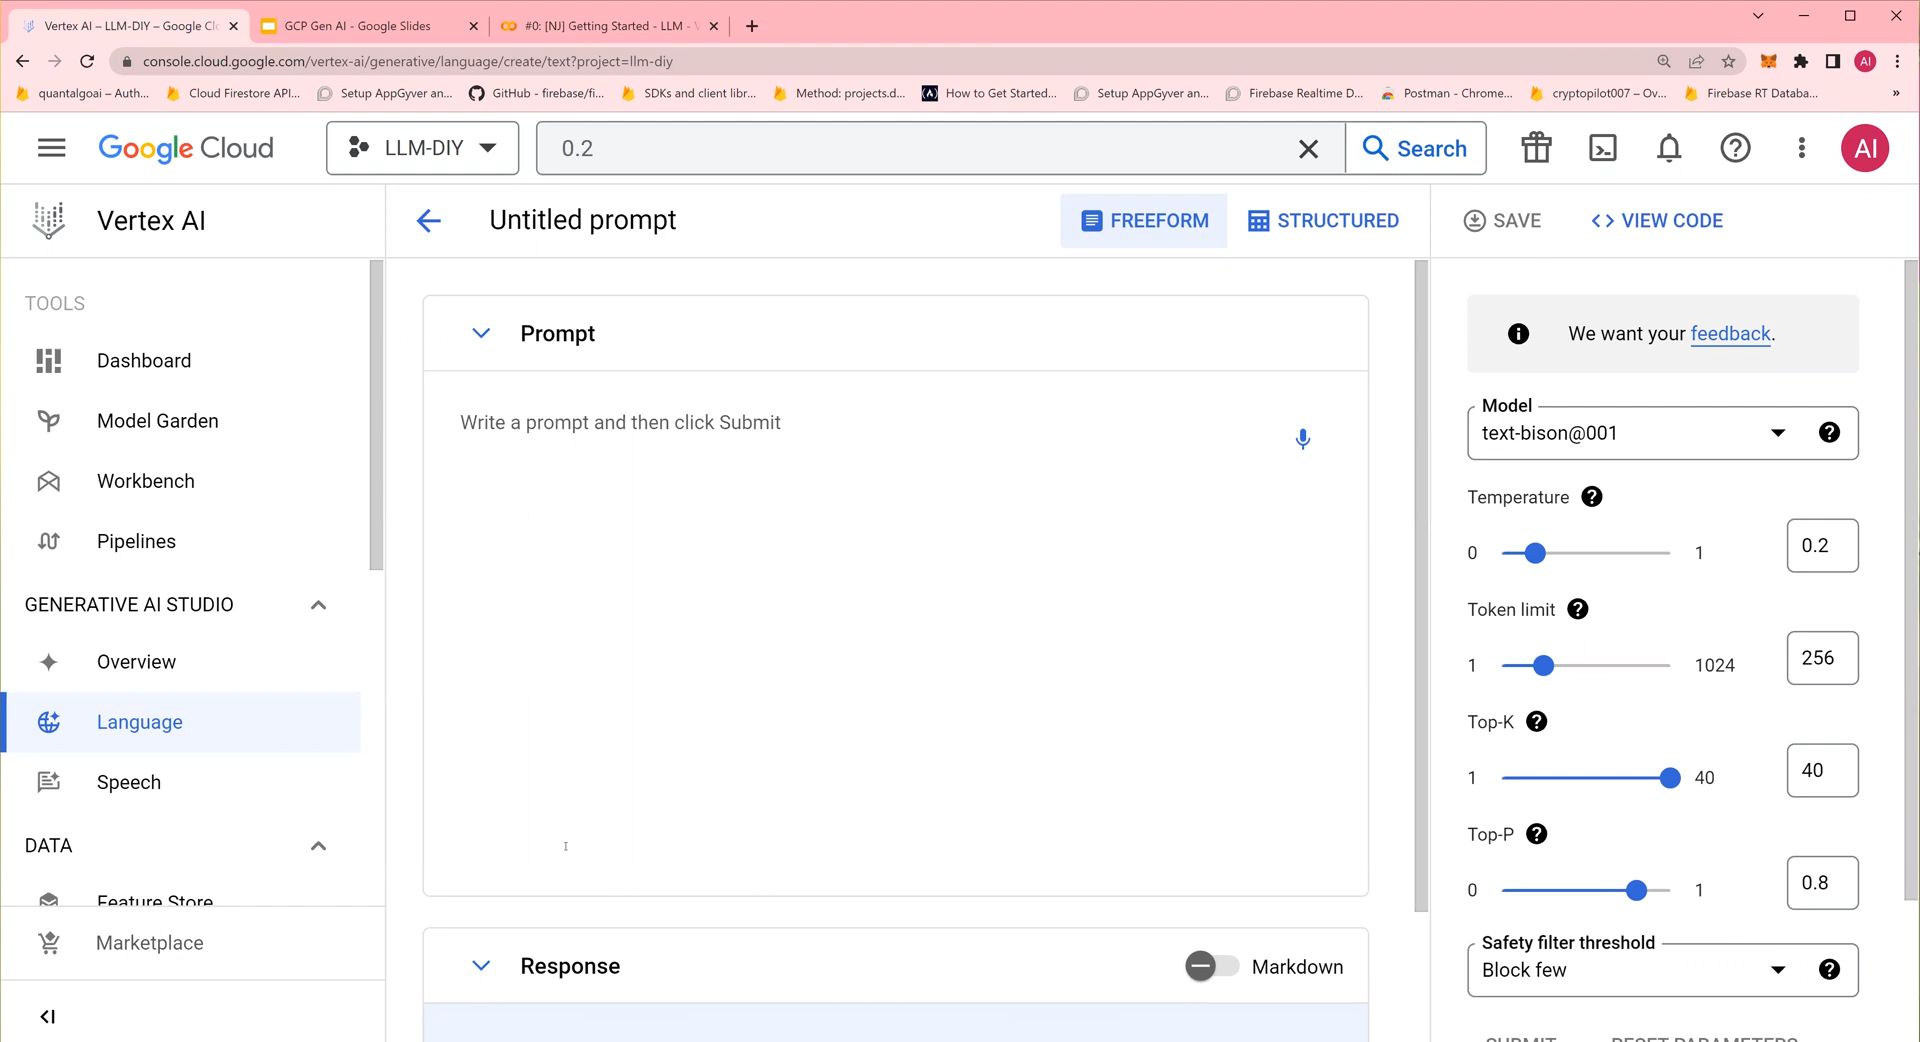 Vertex AI – LLM-DIY – Google Clo
GCP Gen AI - Google Slides
#0: [NJ] Getting Started - LLM -
console.cloud.google.com/vertex-ai/generative/language/create/text?project=llm-diy
AI
quantalgoai – Auth...
Cloud Firestore API...
Setup AppGyver an...
GitHub - firebase/fi...
SDKs and client libr...
Method: projects.d...
How to Get Started...
Setup AppGyver an...
Firebase Realtime D...
Postman - Chrome...
cryptopilot007 – Ov...
Firebase RT Databa...
»
Google Cloud
LLM-DIY
0.2
Search
AI
Vertex AI
Untitled prompt
FREEFORM
STRUCTURED
SAVE
VIEW CODE
TOOLS
Dashboard
Model Garden
Workbench
Pipelines
GENERATIVE AI STUDIO
Overview
Language
Speech
DATA
Feature Store
Marketplace
Prompt
Write a prompt and then click Submit
Response
Markdown
We want your feedback.
Model
text-bison@001
Temperature
0
1
0.2
Token limit
1
1024
256
Top-K
1
40
40
Top-P
0
1
0.8
Safety filter threshold
Block few
SUBMIT
RESET PARAMETERS